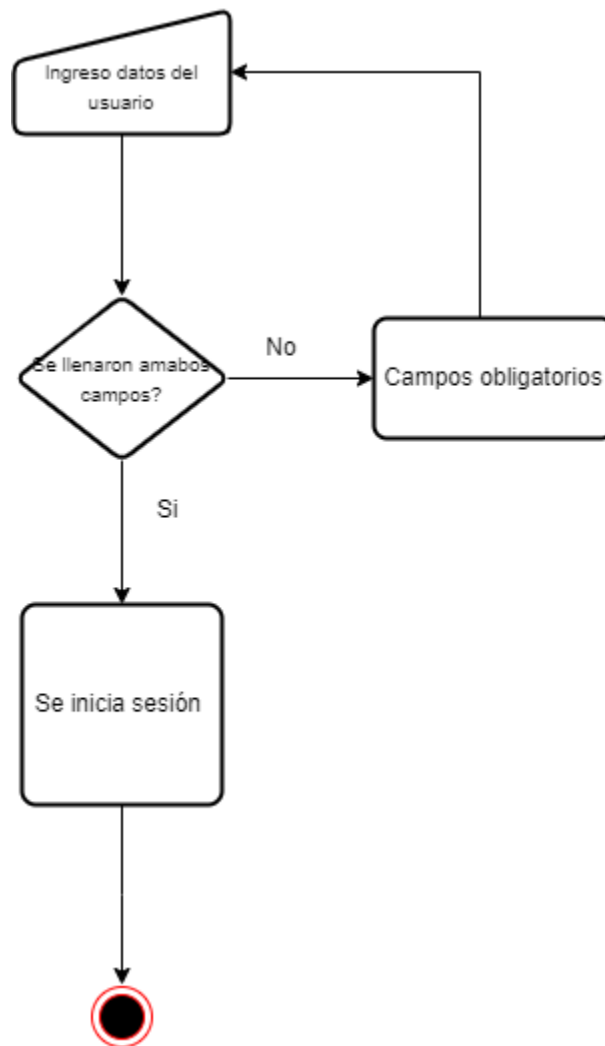 Ingreso datos del
usuario
Se llenaron amabos
campos?
No
Campos obligatorios
Si
Se inicia sesión